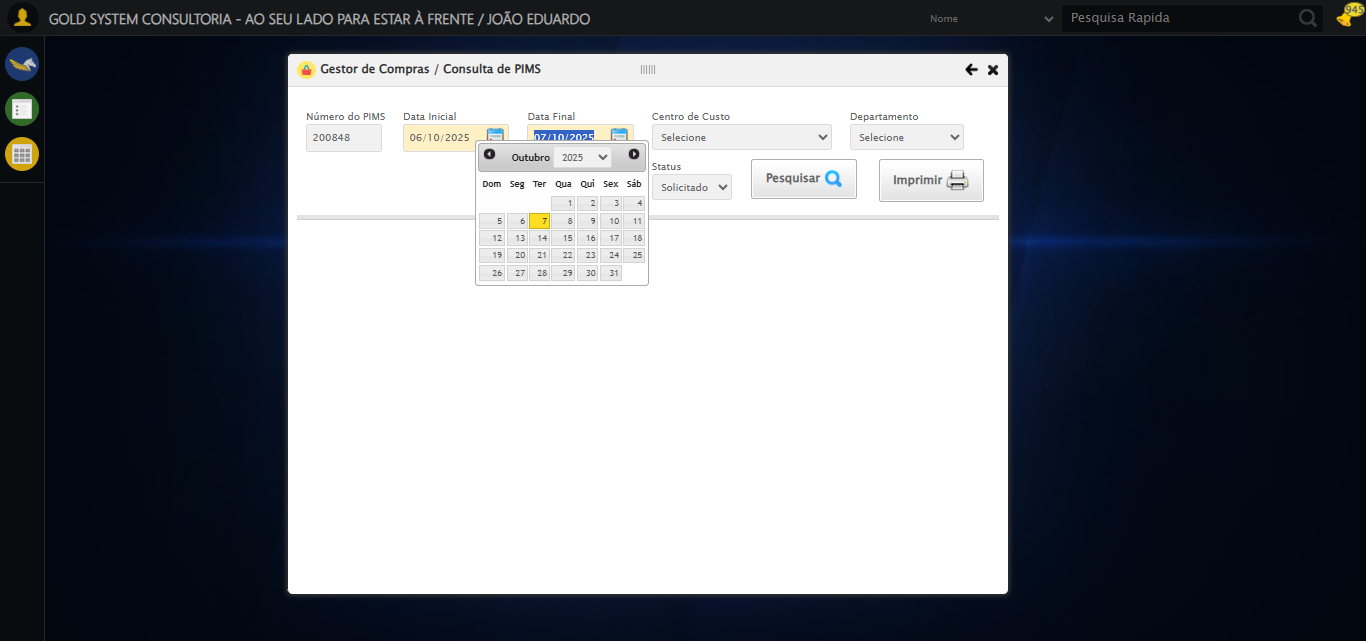 GOLD SYSTEM CONSULTORIA - AO SEU LADO PARA ESTAR À FRENTE / JOÃO EDUARDO
Nome
Pesquisa Rapida
945
Gestor de Compras / Consulta de PIMS
Número do PIMS Data Inicial Data Final Centro de Custo Departamento
200848 06/10/2025 07/10/2025 Selecione Selecione
Outubro 2025
Status
Solicitado
Pesquisar
Imprimir
Dom Seg Ter Qua Qui Sex Sáb
1 2 3 4
5 6 7 8 9 10 11
12 13 14 15 16 17 18
19 20 21 22 23 24 25
26 27 28 29 30 31